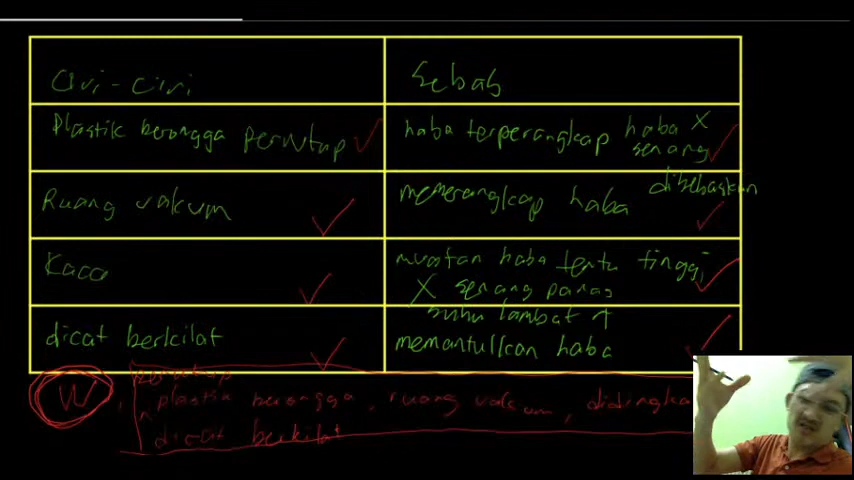 Ciri-ciri
Sebab
Plastik berongga penutup
haba terperangkap haba X
senang
dibebaskan
Ruang vakum
memerangkap haba
Kaca
muatan haba tentu tinggi
X senang panas
suhu lambat ↑
dicat berkilat
memantulkan haba
W, penutup
plastik berongga, ruang vakum,
dicat berkilat